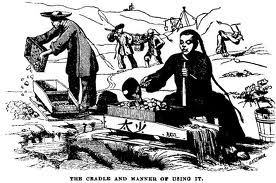 THE CRADLE AND MANNER OF USING IT.